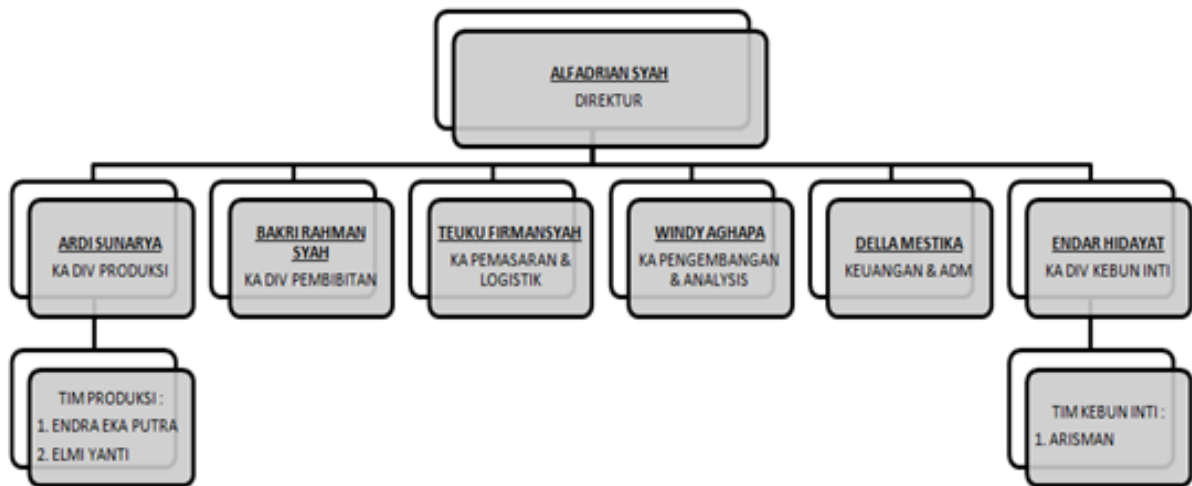 ALFADRIAN SYAH
DIREKTUR
ARDI SUNARYA
KA DIV PRODUKSI
BAKRI RAHMAN
SYAH
KA DIV PEMBIBITAN
TEUKU FIRMANSYAH
KA PEMASARAN &
LOGISTIK
WINDY AGHAPA
KA PENGEMBANGAN
& ANALYSIS
DELLA MESTIKA
KEUANGAN & ADM
ENDAR HIDAYAT
KA DIV KEBUN INTI
TIM PRODUKSI :
1. ENDRA EKA PUTRA
2. ELMI YANTI
TIM KEBUN INTI :
1. ARISMAN